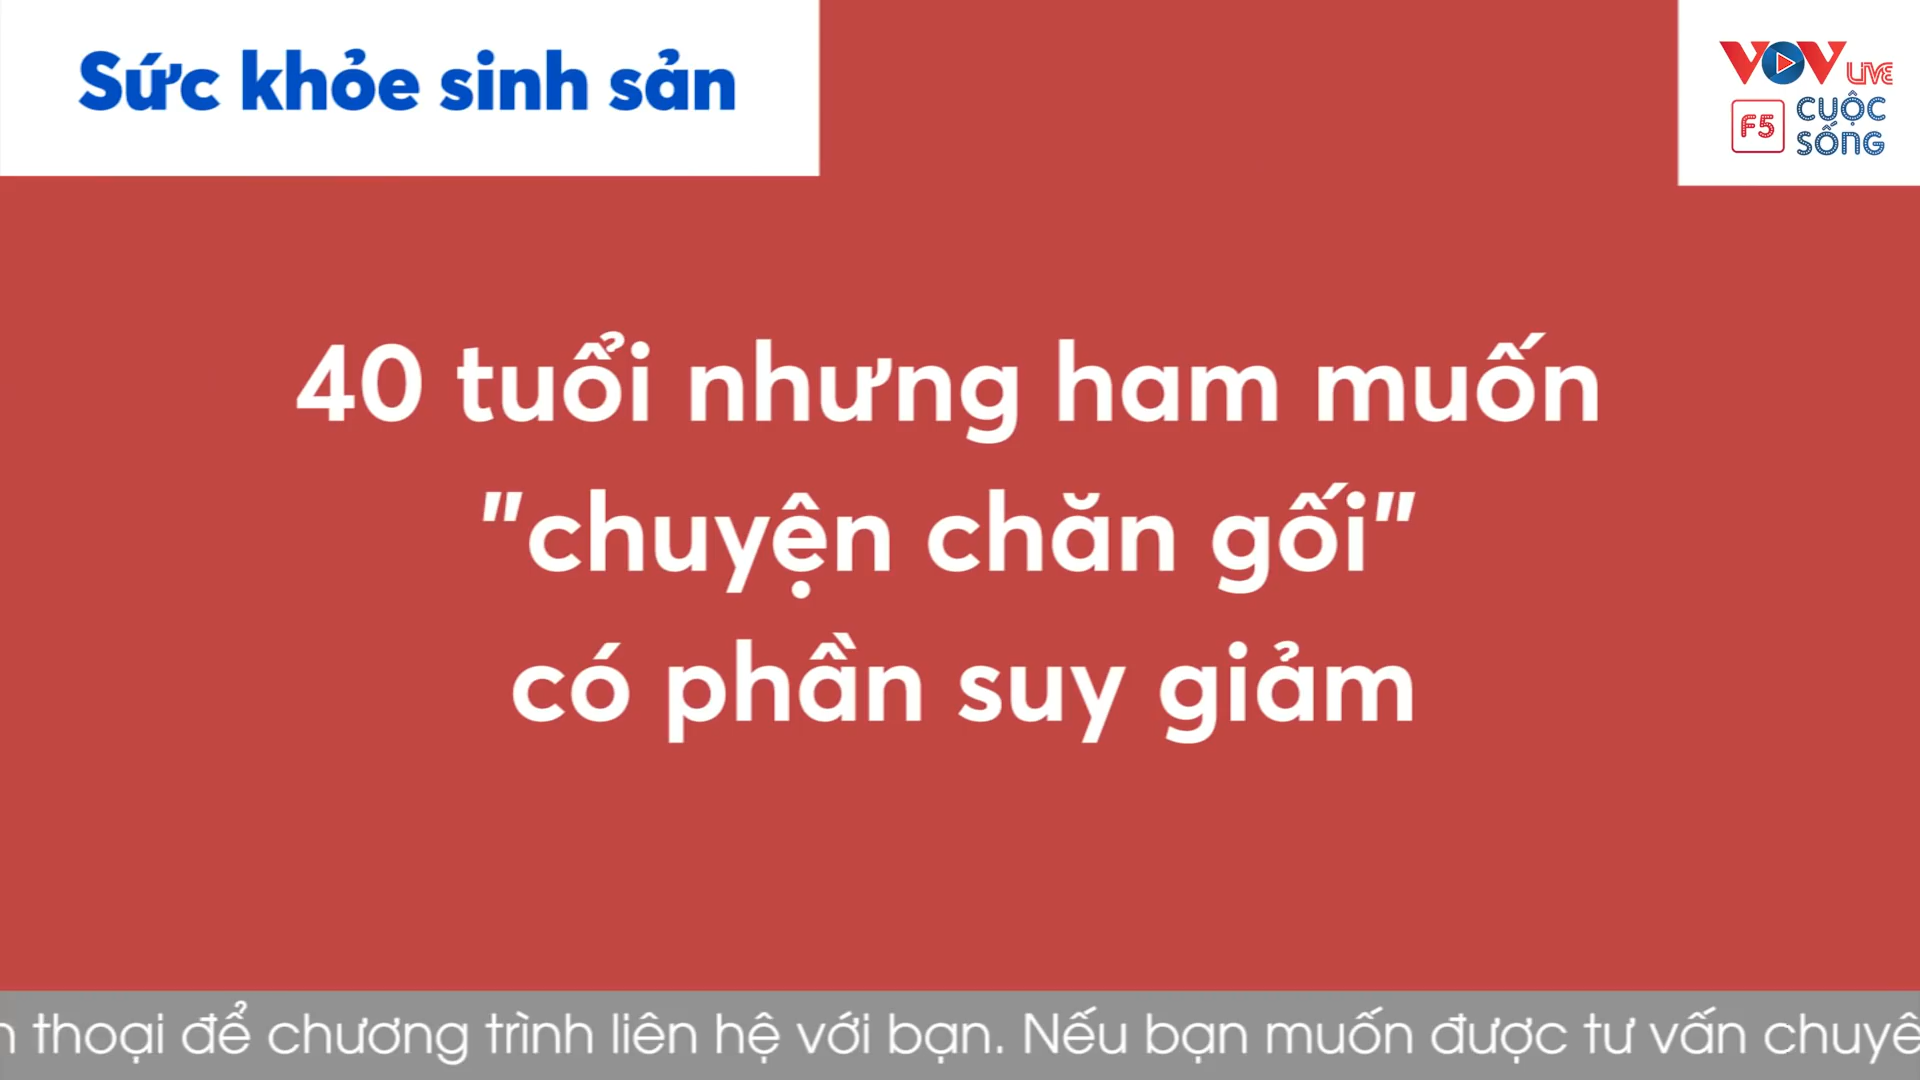 Sức khỏe sinh sản
VOV LIVE
F5 CUỘC
SỐNG
40 tuổi nhưng ham muốn
"chuyện chăn gối"
có phần suy giảm
thoại để chương trình liên hệ với bạn. Nếu bạn muốn được tư vấn